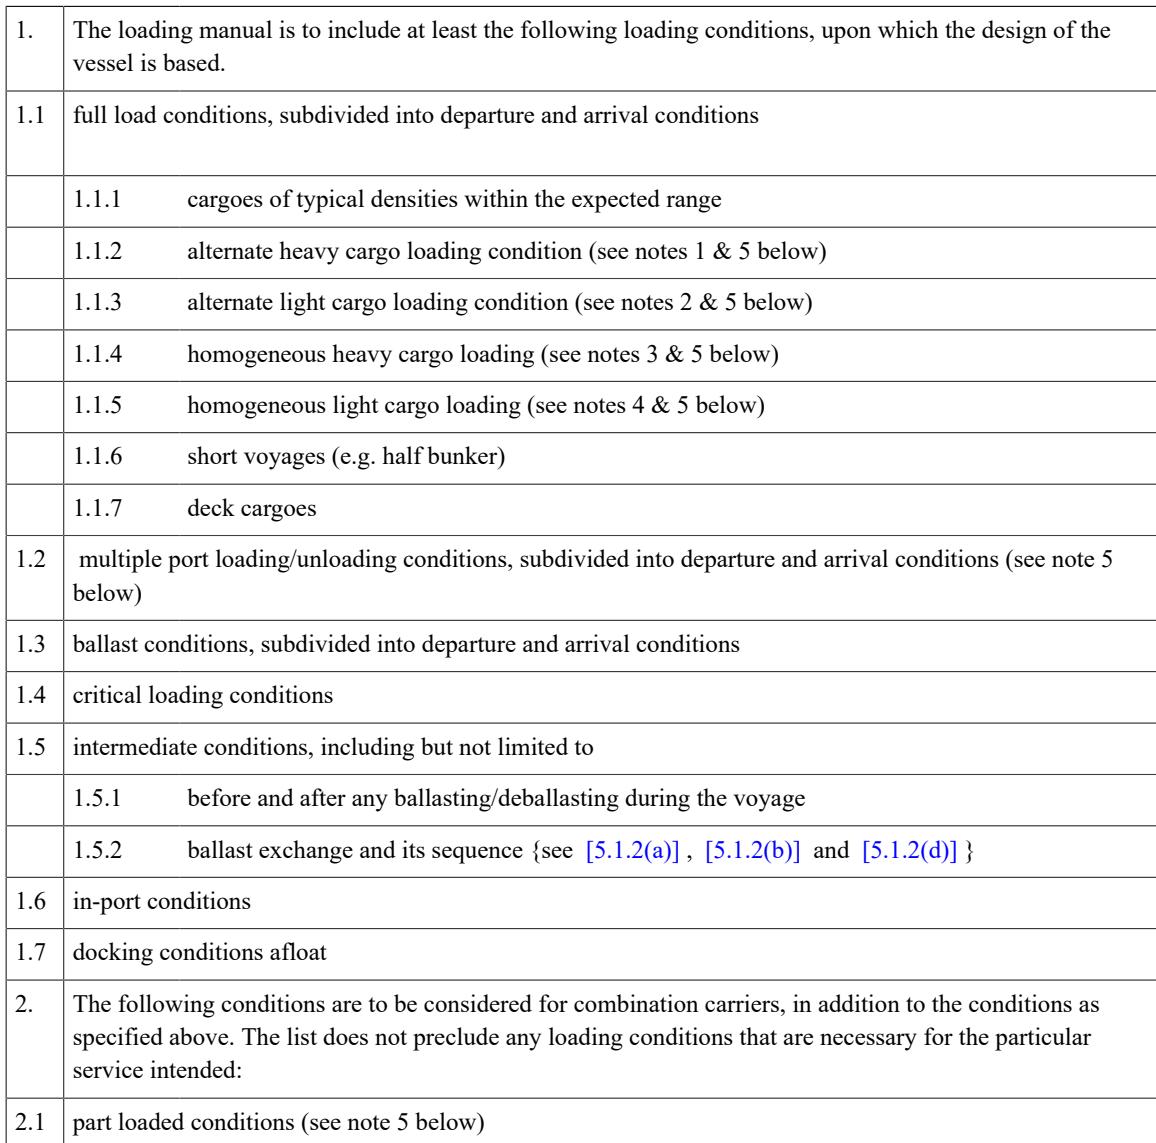 1. The loading manual is to include at least the following loading conditions, upon which the design of the
vessel is based.
1.1 full load conditions, subdivided into departure and arrival conditions
1.1.1 cargoes of typical densities within the expected range
1.1.2 alternate heavy cargo loading condition (see notes 1 & 5 below)
1.1.3 alternate light cargo loading condition (see notes 2 & 5 below)
1.1.4 homogeneous heavy cargo loading (see notes 3 & 5 below)
1.1.5 homogeneous light cargo loading (see notes 4 & 5 below)
1.1.6 short voyages (e.g. half bunker)
1.1.7 deck cargoes
1.2 multiple port loading/unloading conditions, subdivided into departure and arrival conditions (see note 5
below)
1.3 ballast conditions, subdivided into departure and arrival conditions
1.4 critical loading conditions
1.5 intermediate conditions, including but not limited to
1.5.1 before and after any ballasting/deballasting during the voyage
1.5.2 ballast exchange and its sequence {see [5.1.2(a)] , [5.1.2(b)] and [5.1.2(d)] }
1.6 in-port conditions
1.7 docking conditions afloat
2. The following conditions are to be considered for combination carriers, in addition to the conditions as
specified above. The list does not preclude any loading conditions that are necessary for the particular
service intended:
2.1 part loaded conditions (see note 5 below)